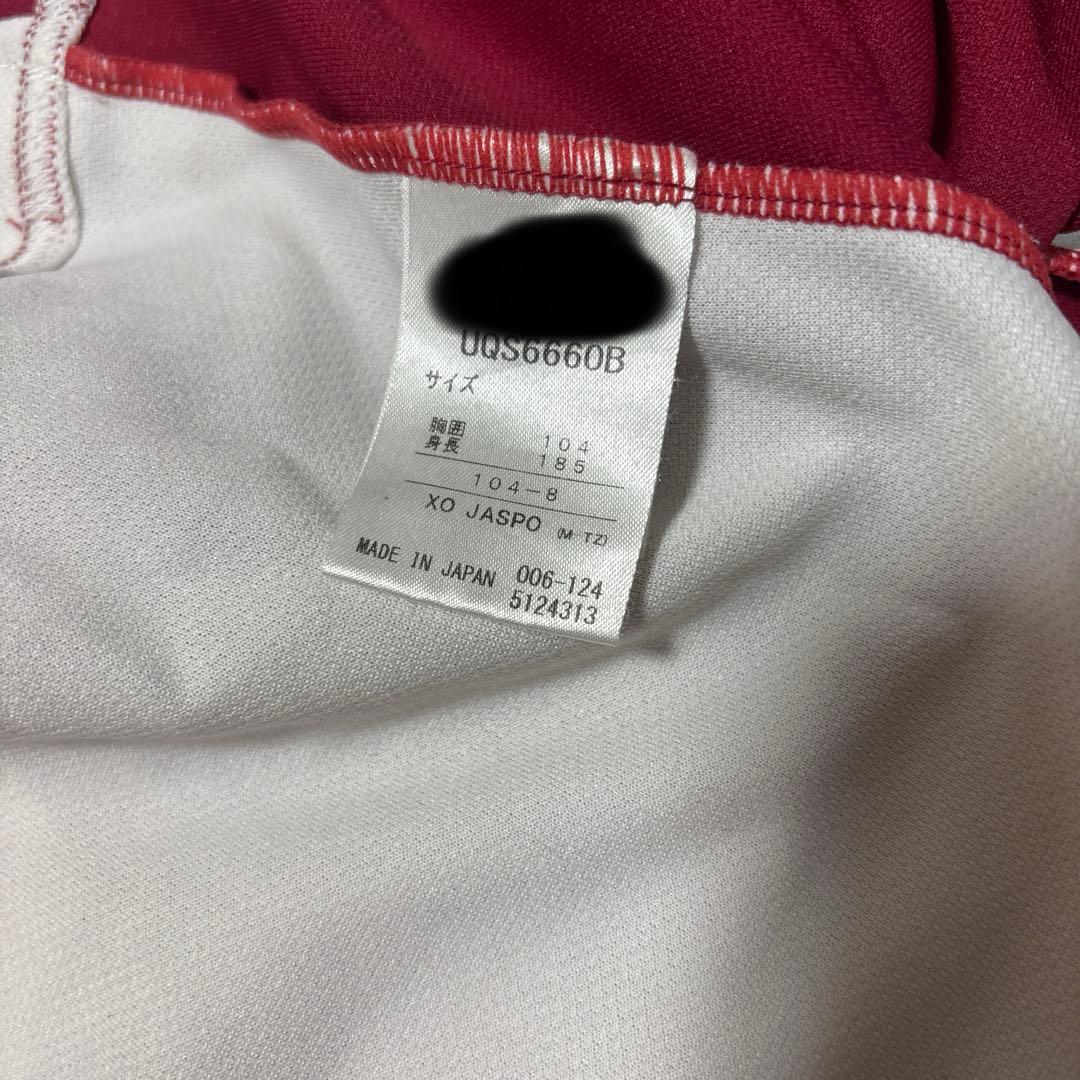 UQS6660B
サイズ
胸囲 104
身長 185
104-8
XO JASPO (M TZ)
MADE IN JAPAN 006-124
5124313